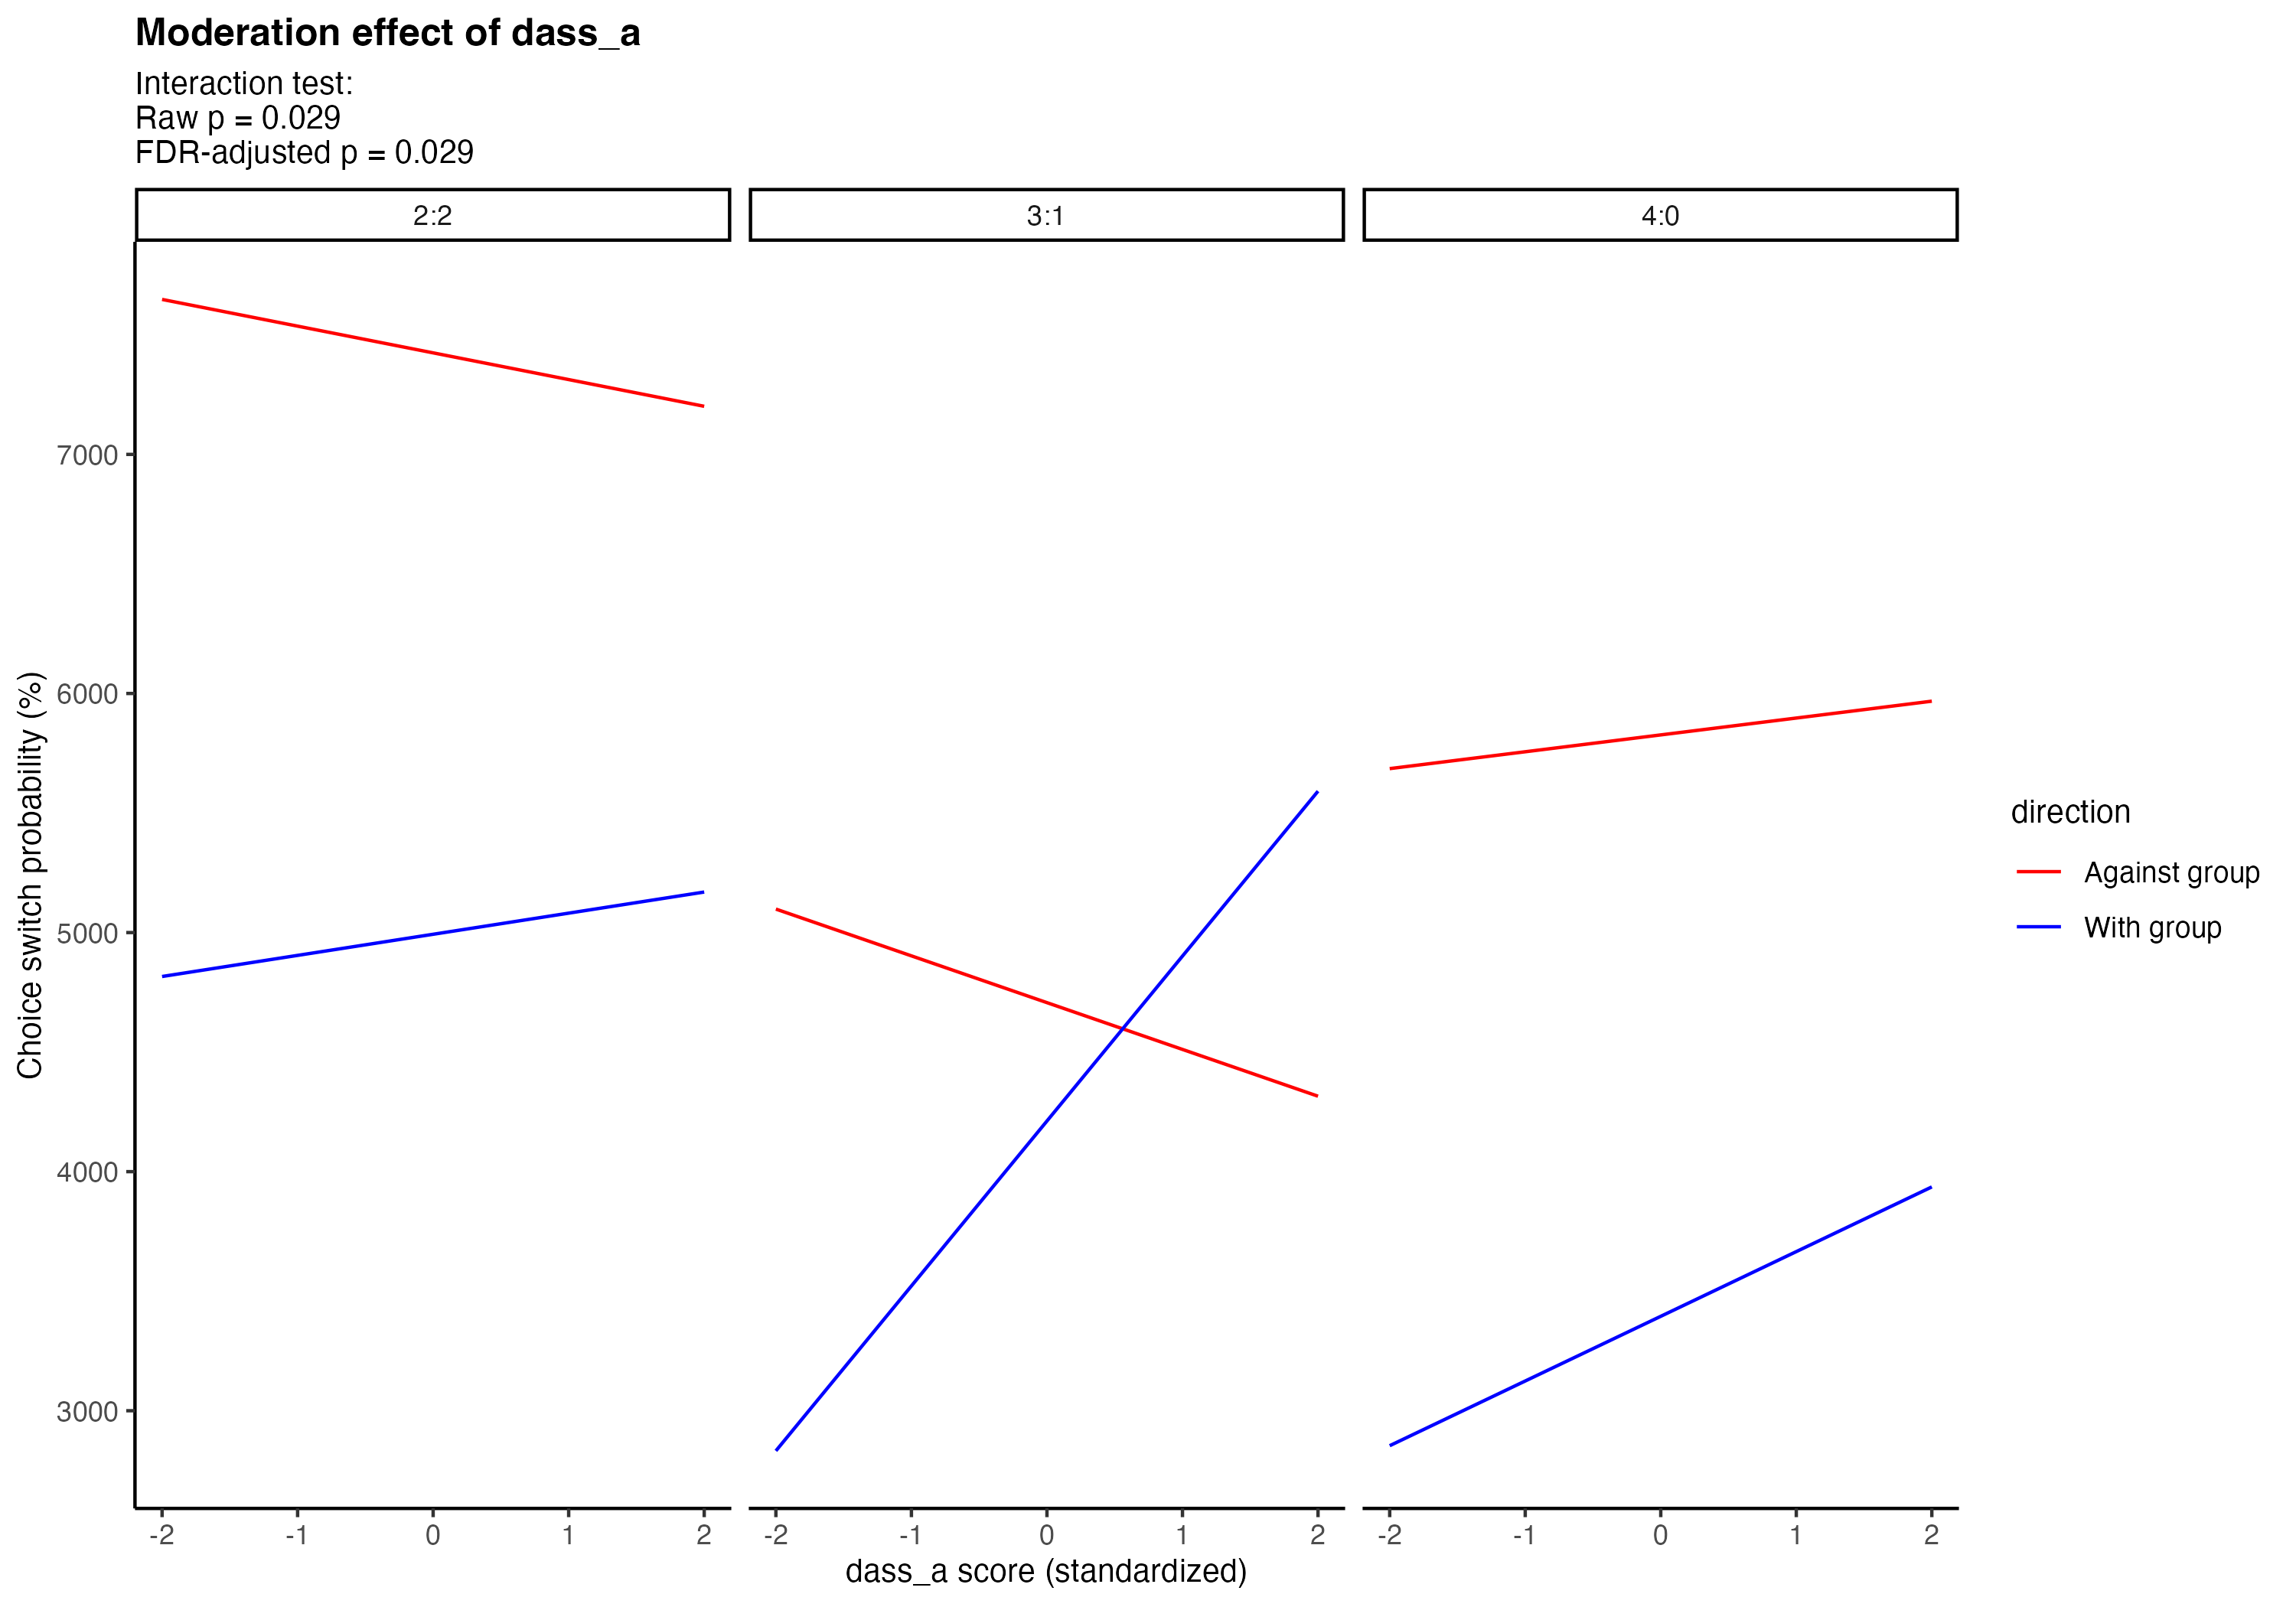 Moderation effect of dass_a
Interaction test:
Raw p = 0.029
FDR-adjusted p = 0.029
2:2
3:1
4:0
Choice switch probability (%)
7000
6000
5000
4000
3000
-2 -1 0 1 2
-2 -1 0 1 2
-2 -1 0 1 2
dass_a score (standardized)
direction
Against group
With group